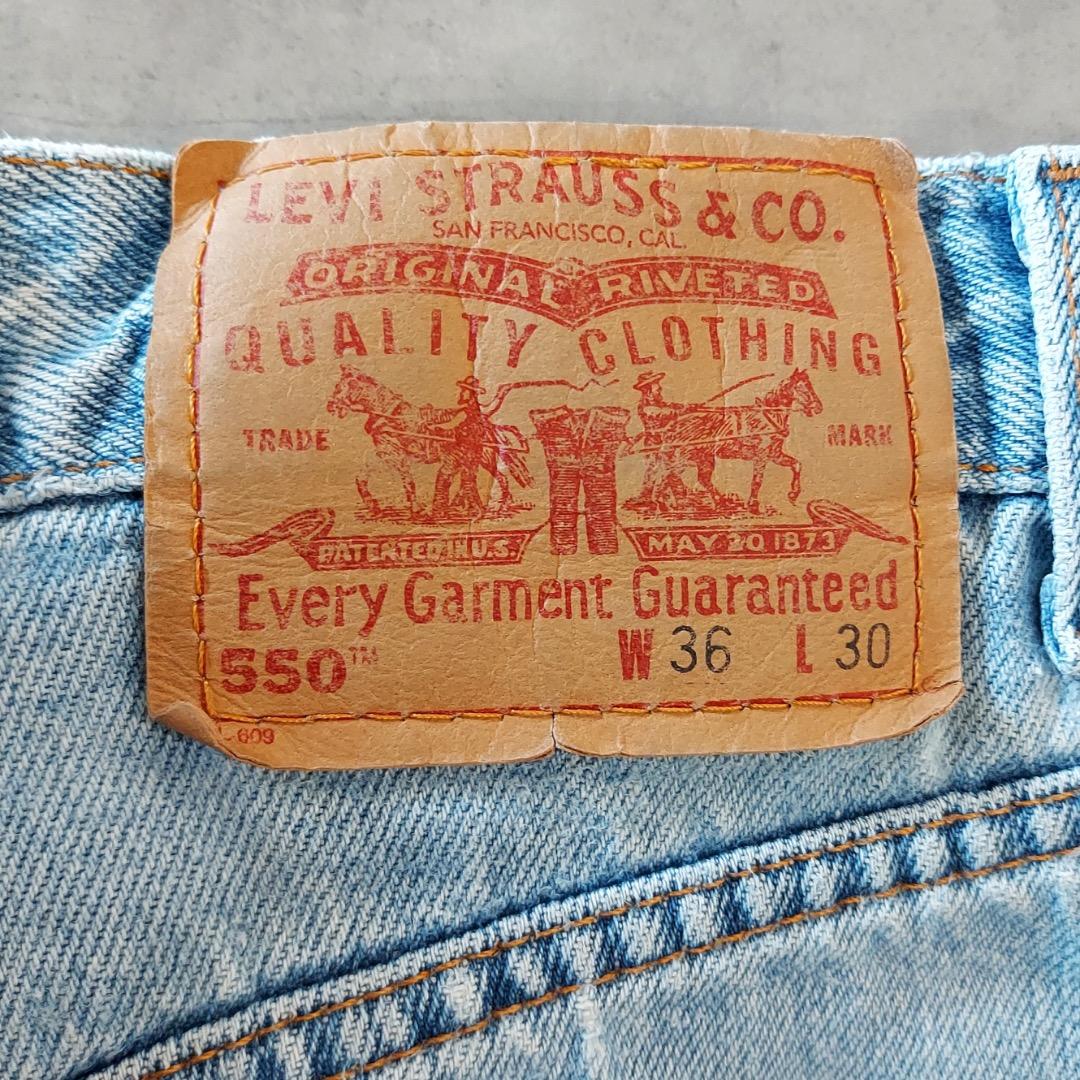 LEVI STRAUSS & CO.
SAN FRANCISCO, CAL.
ORIGINAL RIVETED
QUALITY CLOTHING
TRADE MARK
PATENTED IN U.S. MAY 20 1873
Every Garment Guaranteed
550™ W 36 L 30
- 609